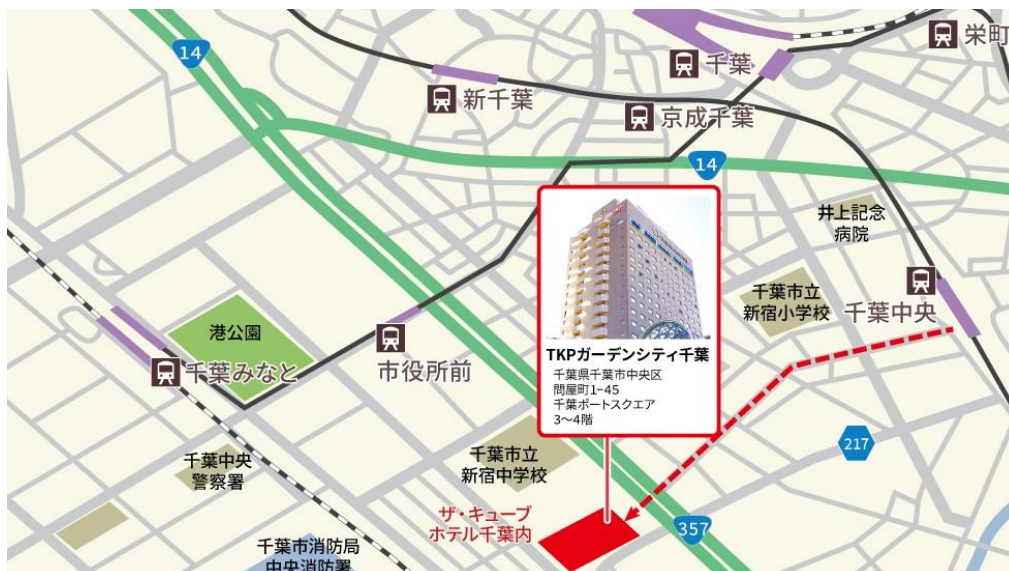 14
栄町
千葉
新千葉
京成千葉
14
井上記念
病院
千葉市立
新宿小学校
千葉中央
港公園
千葉みなと
市役所前
TKPガーデンシティ千葉
千葉県千葉市中央区
問屋町1-45
千葉ポートスクエア
3~4階
217
千葉中央
警察署
千葉市立
新宿中学校
ザ・キューブ
ホテル千葉内
357
千葉市消防局
中央消防署